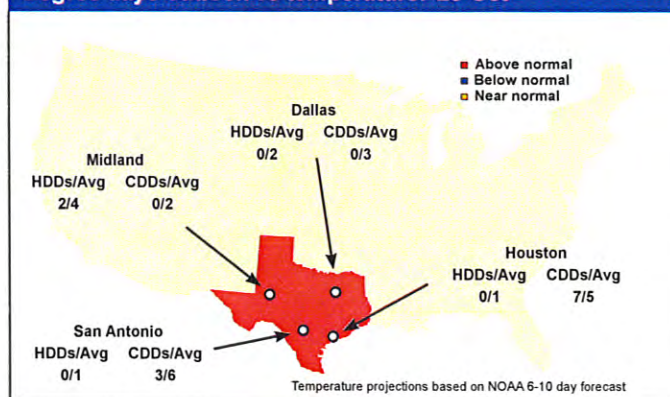 Above normal
Below normal
Near normal
Dallas
HDDs/Avg CDDs/Avg
0/2 0/3
Midland
HDDs/Avg CDDs/Avg
2/4 0/2
Houston
HDDs/Avg CDDs/Avg
0/1 7/5
San Antonio
HDDs/Avg CDDs/Avg
0/1 3/6
Temperature projections based on NOAA 6-10 day forecast